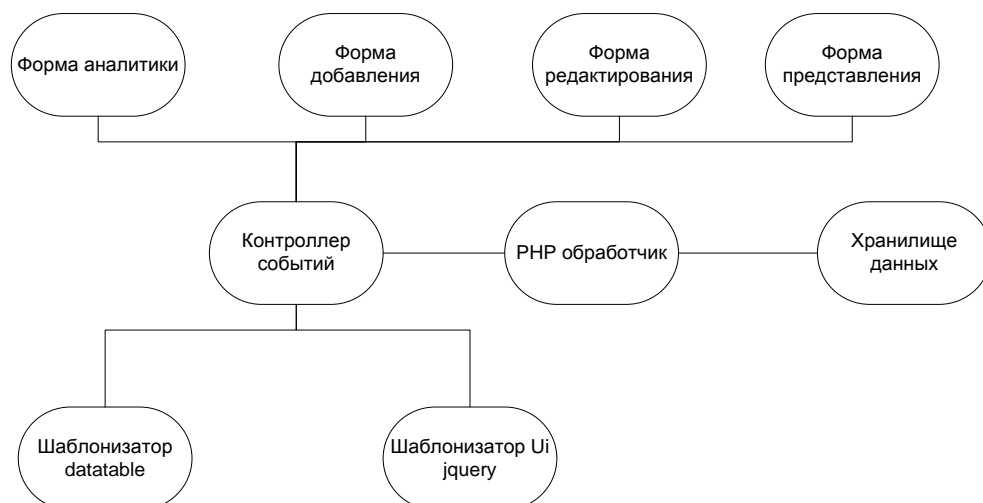 Форма аналитики
Форма
добавления
Форма
редактирования
Форма
представления
Контроллер
событий
PHP обработчик
Хранилище
данных
Шаблонизатор
datatable
Шаблонизатор Ui
jquery